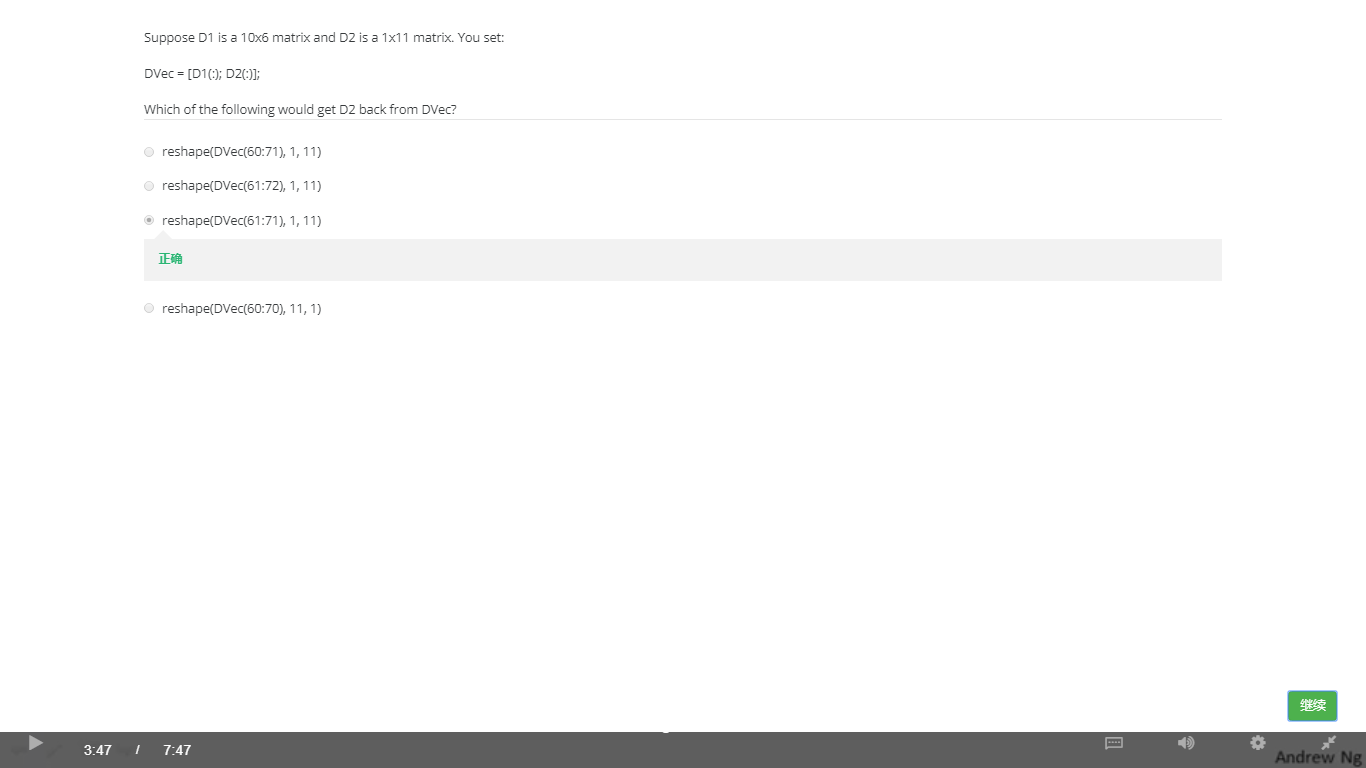 Suppose D1 is a 10x6 matrix and D2 is a 1x11 matrix. You set:
DVec = [D1(:); D2(:)];
Which of the following would get D2 back from DVec?
reshape(DVec(60:71), 1, 11)
reshape(DVec(61:72), 1, 11)
reshape(DVec(61:71), 1, 11)
正确
reshape(DVec(60:70), 11, 1)
继续
3:47 / 7:47
Andrew Ng